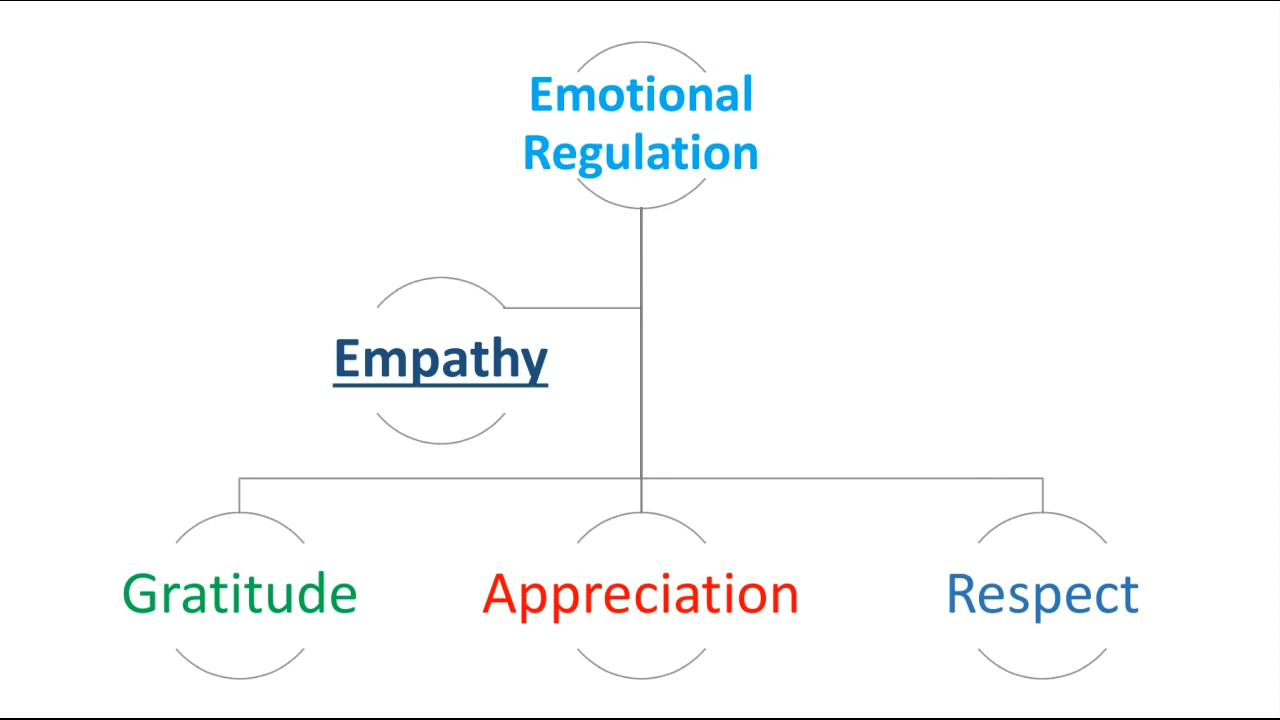 Emotional
Regulation
Empathy
Gratitude
Appreciation
Respect